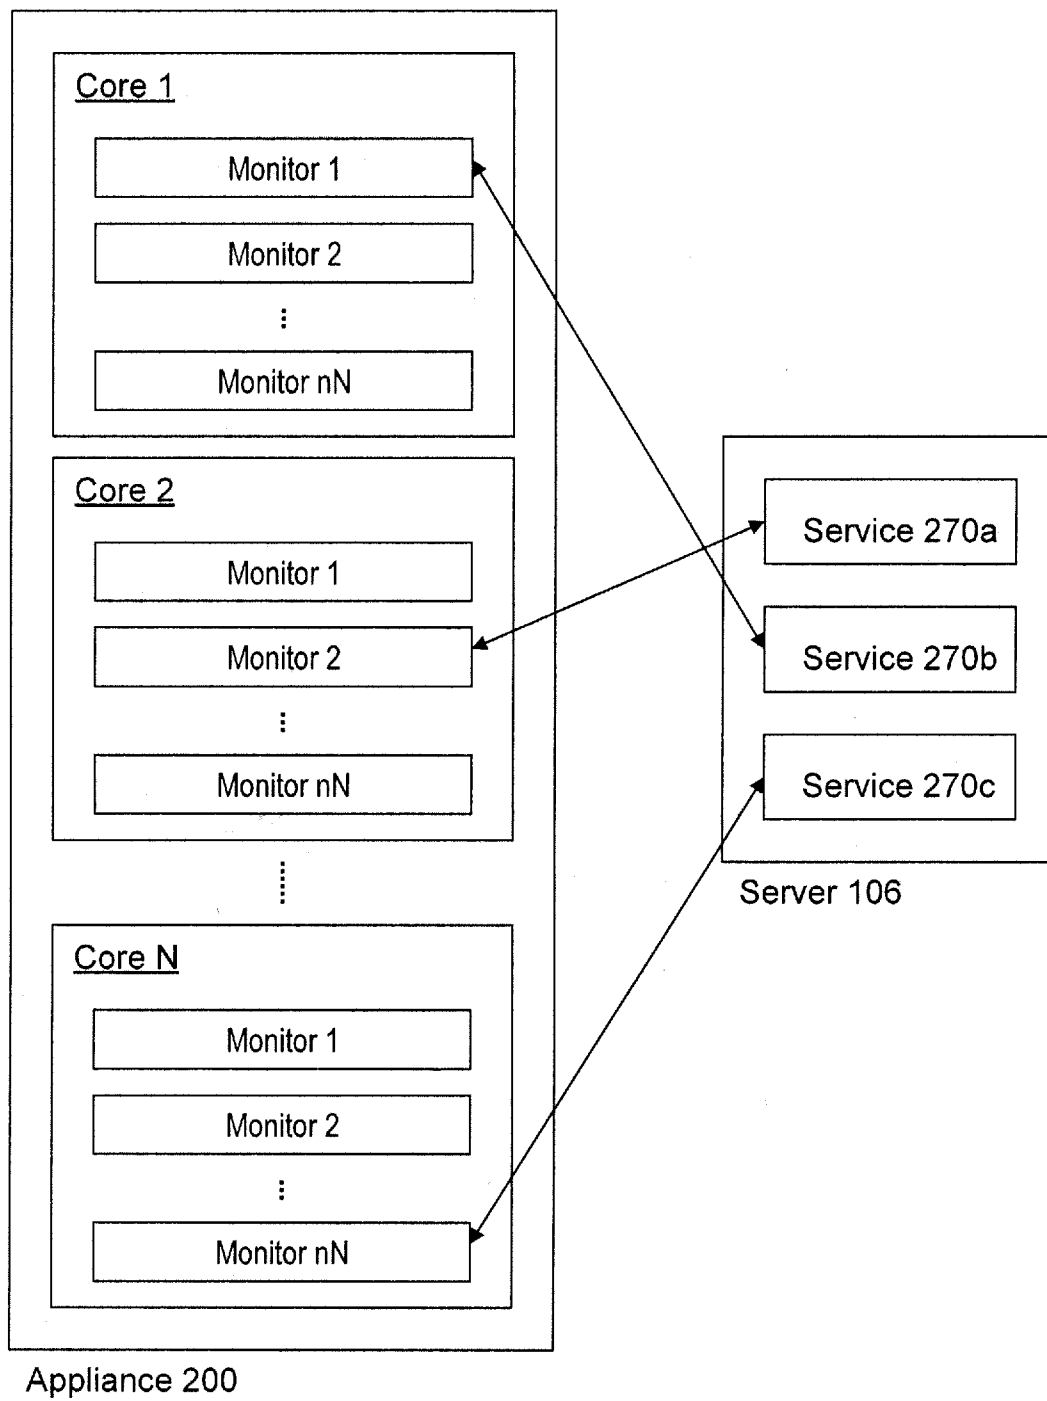 Core 1
Monitor 1
Monitor 2
Monitor nN
Core 2
Monitor 1
Monitor 2
Monitor nN
Core N
Monitor 1
Monitor 2
Monitor nN
Appliance 200
Service 270a
Service 270b
Service 270c
Server 106